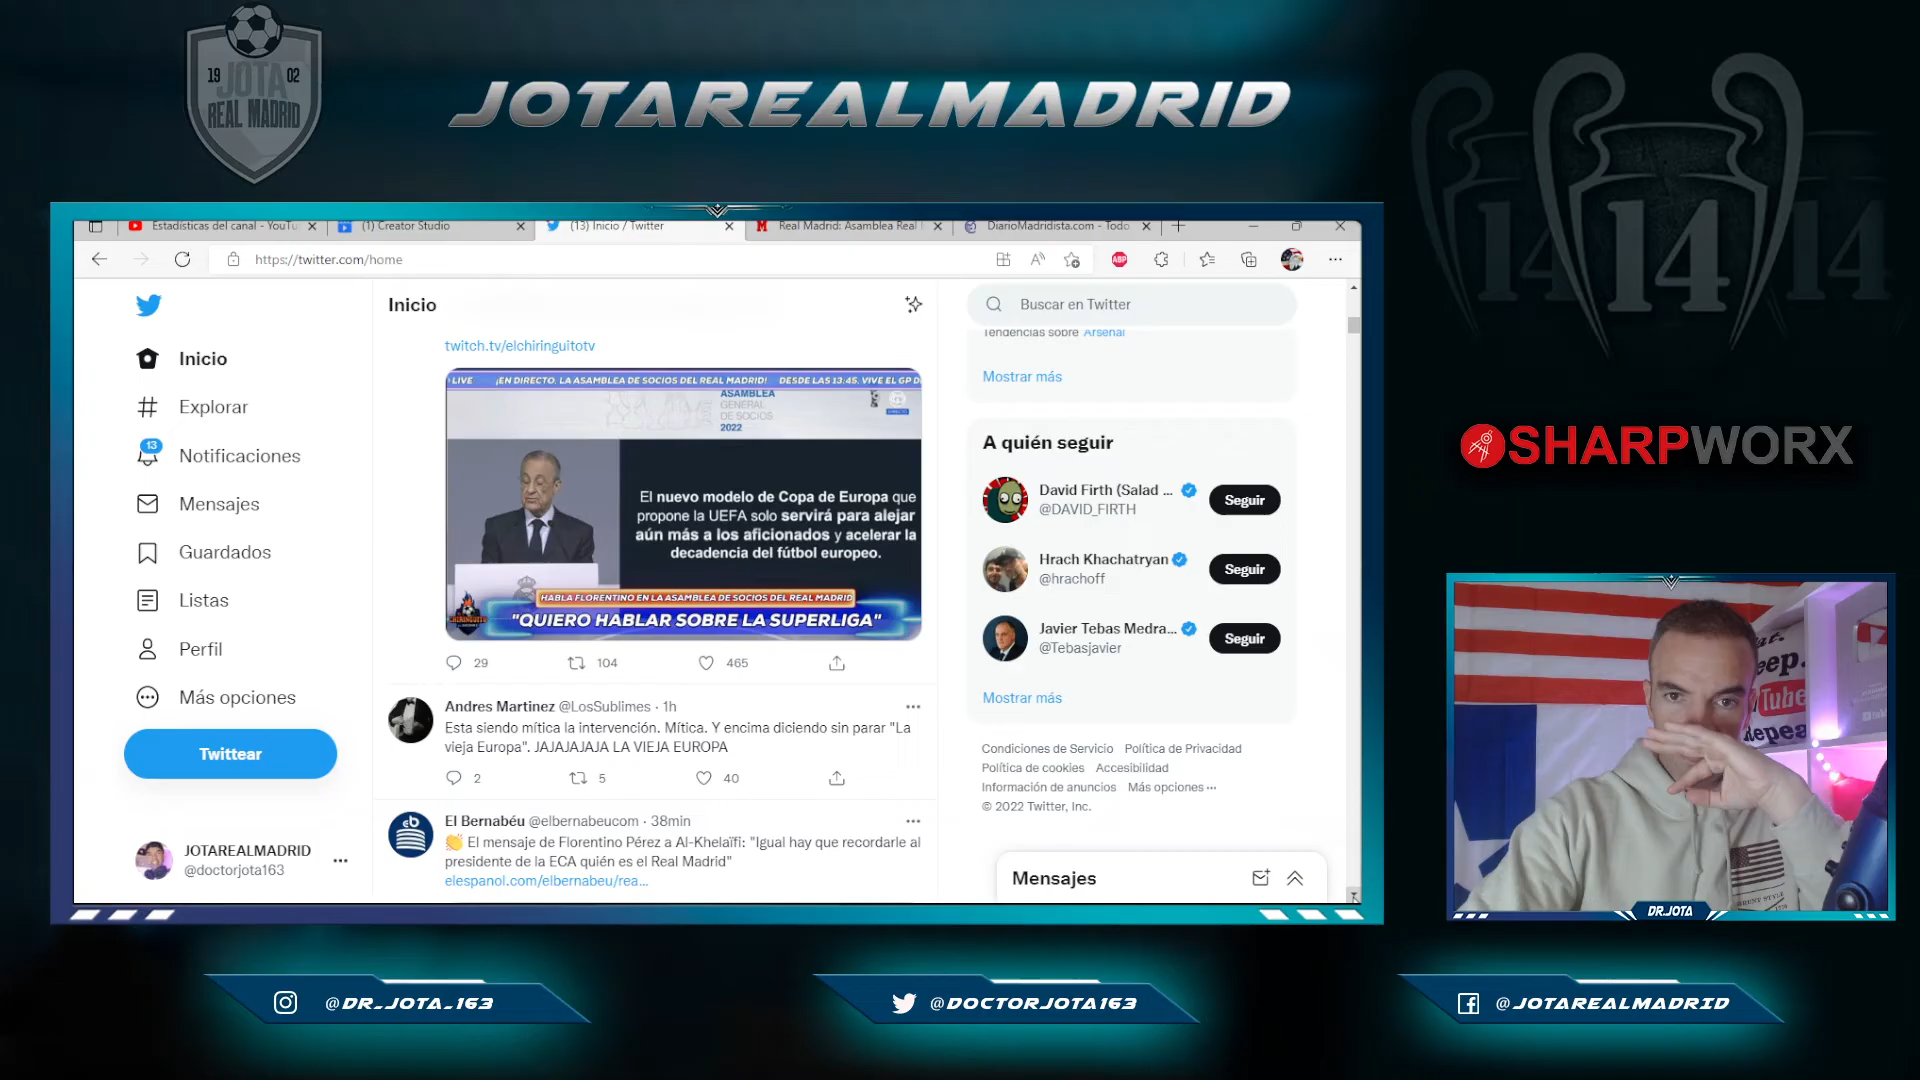 19 02
JOTA
REAL MADRID
JOTAREALMADRID
14 14 14
Estadísticas del canal - YouTu
(1) Creator Studio
(13) Inicio / Twitter
Real Madrid: Asamblea Real
DiarioMadridista.com - Todo
https://twitter.com/home
ABP
Inicio
Explorar
13
Notificaciones
Mensajes
Guardados
Listas
Perfil
Más opciones
Twittear
JOTAREALMADRID
@doctorjota163
Inicio
twitch.tv/elchiringuitotv
LIVE ¡EN DIRECTO. LA ASAMBLEA DE SOCIOS DEL REAL MADRID! DESDE LAS 13:45. VIVE EL GP D
ASAMBLEA
GENERAL
DE SOCIOS
2022
El nuevo modelo de Copa de Europa que
propone la UEFA solo servirá para alejar
aún más a los aficionados y acelerar la
decadencia del fútbol europeo.
HABLA FLORENTINO EN LA ASAMBLEA DE SOCIOS DEL REAL MADRID
"QUIERO HABLAR SOBRE LA SUPERLIGA"
29 104 465
Andres Martinez @LosSublimes · 1h
Esta siendo mítica la intervención. Mítica. Y encima diciendo sin parar "La
vieja Europa". JAJAJAJAJA LA VIEJA EUROPA
2 5 40
El Bernabéu @elbernabeucom · 38min
El mensaje de Florentino Pérez a Al-Khelaïfi: "Igual hay que recordarle al
presidente de la ECA quién es el Real Madrid"
elespanol.com/elbernabeu/rea...
Buscar en Twitter
Tendencias sobre Arsenal
Mostrar más
A quién seguir
David Firth (Salad ...
@DAVID_FIRTH
Seguir
Hrach Khachatryan
@hrachoff
Seguir
Javier Tebas Medra...
@Tebasjavier
Seguir
Mostrar más
Condiciones de Servicio Política de Privacidad
Política de cookies Accesibilidad
Información de anuncios Más opciones ···
© 2022 Twitter, Inc.
Mensajes
SHARPWORX
eep.
Tube
Repea
DR.JOTA
@DR_JOTA_163
@DOCTORJOTA163
@JOTAREALMADRID